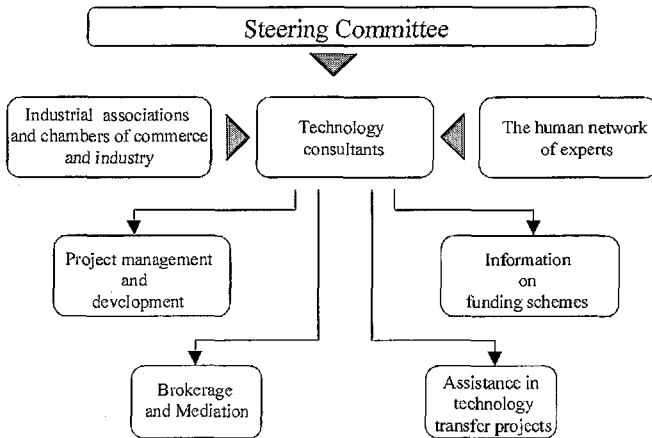 Steering Committee
Industrial associations
and chambers of commerce
and industry
Technology
consultants
The human network
of experts
Project management
and
development
Information
on
funding schemes
Brokerage
and Mediation
Assistance in
technology
transfer projects